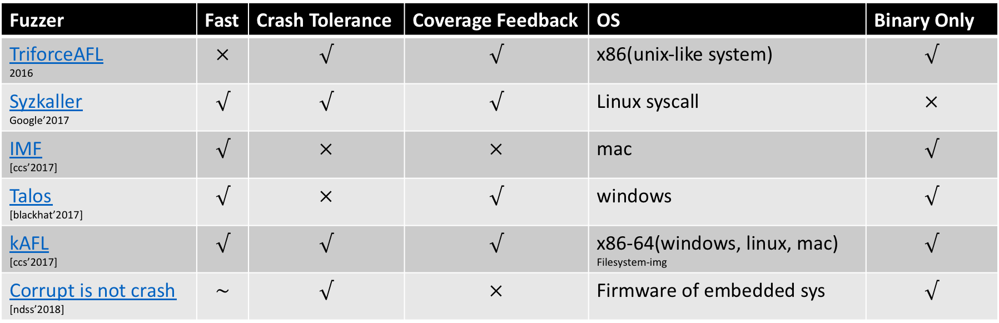 Fuzzer Fast Crash Tolerance Coverage Feedback OS Binary Only
TriforceAFL × √ √ x86(unix-like system) √
2016
Syzkaller √ √ √ Linux syscall ×
Google’2017
IMF √ × × mac √
[ccs’2017]
Talos √ × √ windows √
[blackhat’2017]
kAFL √ √ √ x86-64(windows, linux, mac) √
[ccs’2017] Filesystem-img
Corrupt is not crash ~ √ × Firmware of embedded sys √
[ndss’2018]